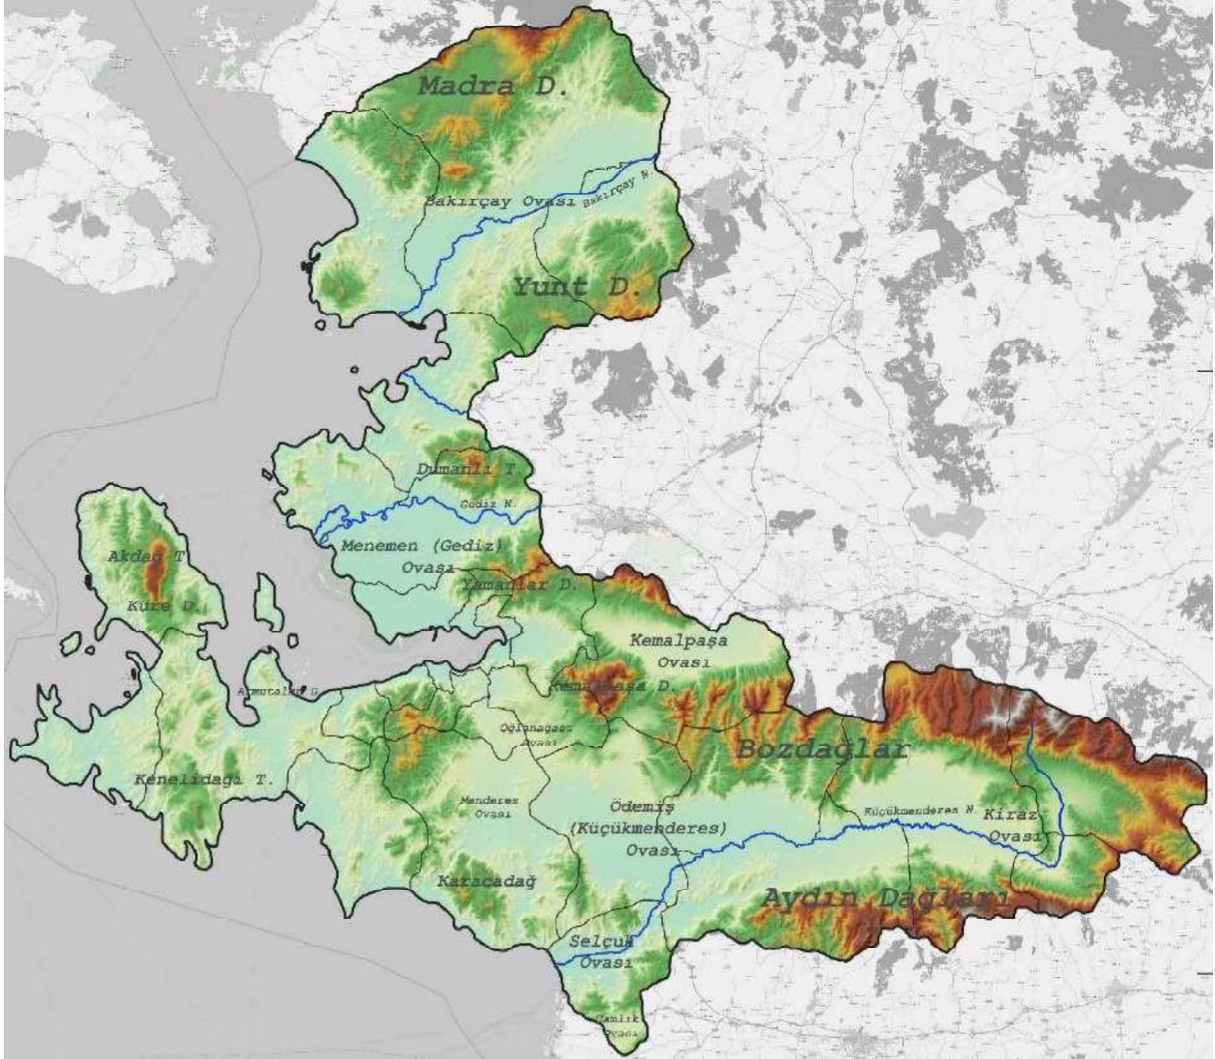 Madra D.
Bakırçay Ovası
Bakırçay N.
Yunt D.
Dumanlı T.
Gediz N.
Menemen (Gediz)
Ovası
Yamanlar D.
Akdağ T.
Küre D.
Kemalpaşa
Ovası
Kemalpaşa D.
Armutalan D.
Oğlananası
Ovası
Bozdağlar
Kenelidağı T.
Menderes
Ovası
Ödemiş
(Küçükmenderes)
Ovası
Küçükmenderes N.
Kiraz
Ovası
Karacadağ
Aydın Dağları
Selçuk
Ovası
Çamlık
Ovası